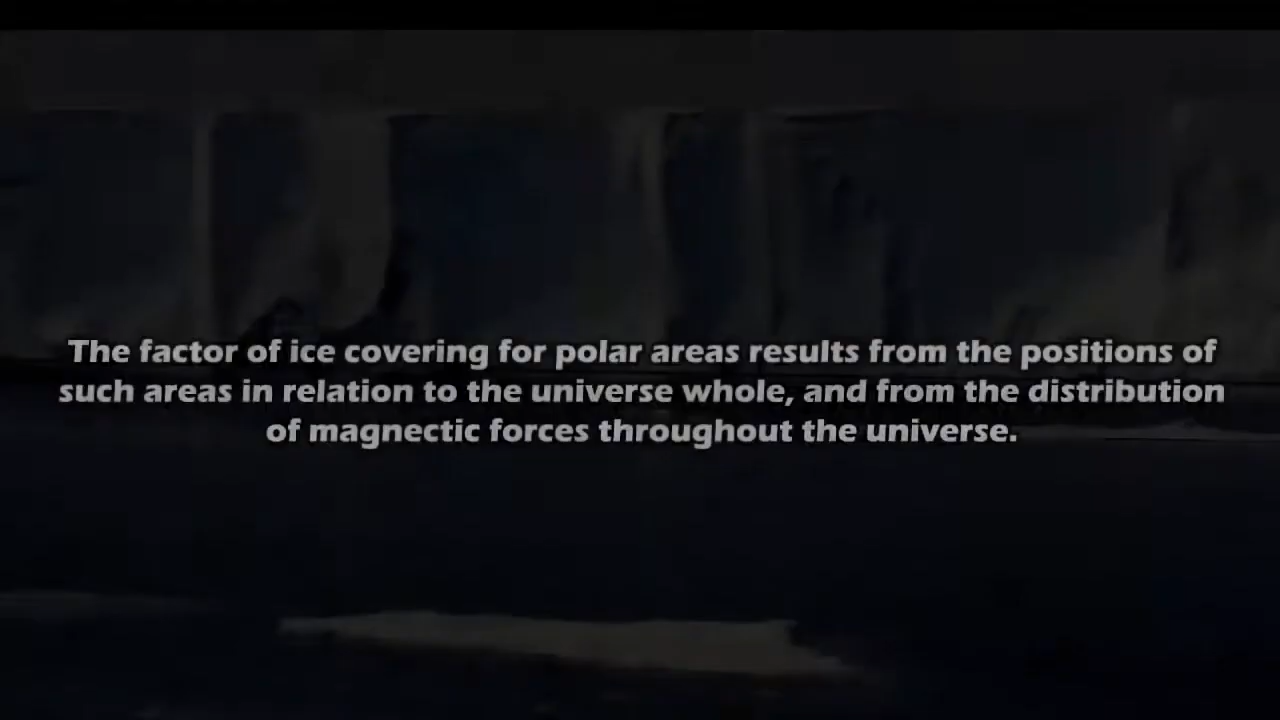 The factor of ice covering for polar areas results from the positions of
such areas in relation to the universe whole, and from the distribution
of magnectic forces throughout the universe.